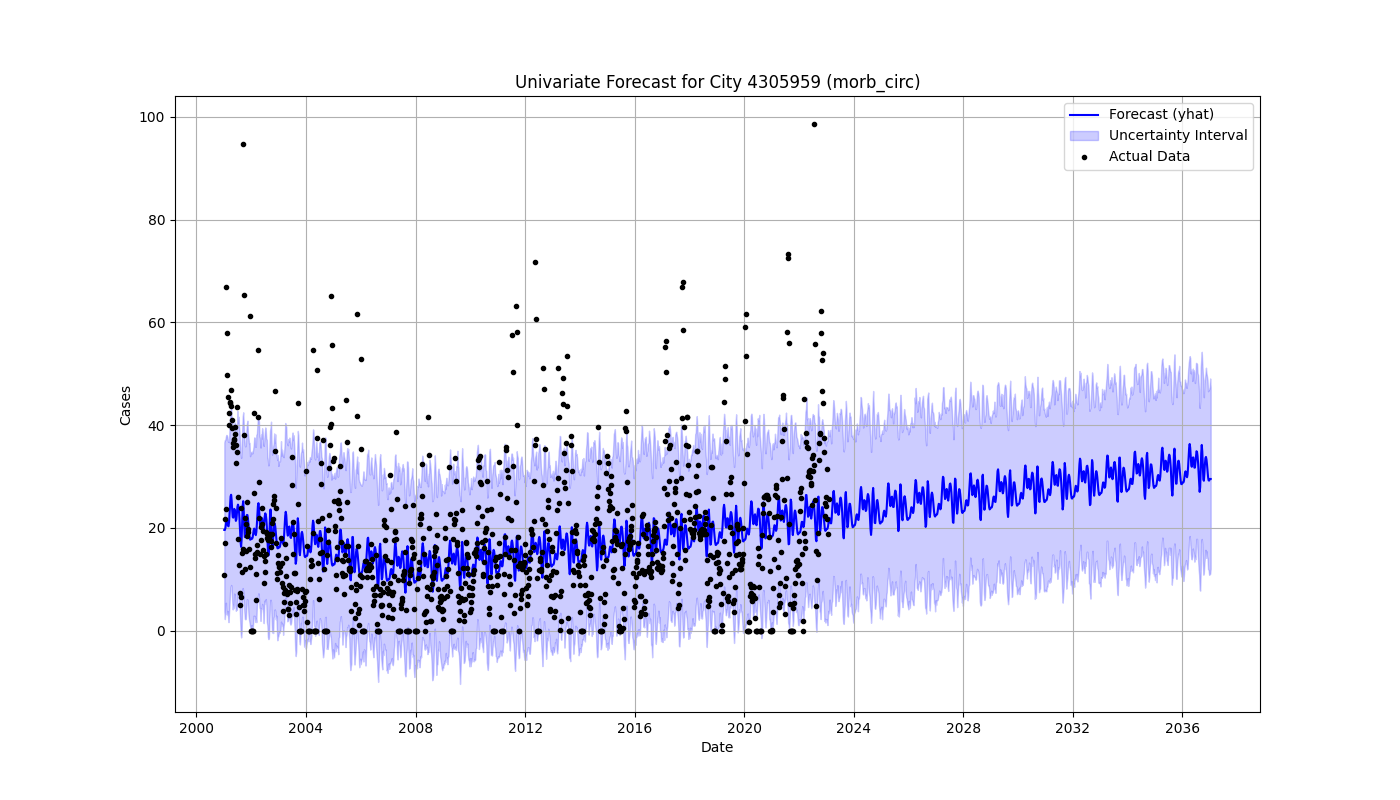 Univariate Forecast for City 4305959 (morb_circ)
Forecast (yhat)
Uncertainty Interval
Actual Data
Cases
100
80
60
40
20
0
2000 2004 2008 2012 2016 2020 2024 2028 2032 2036
Date